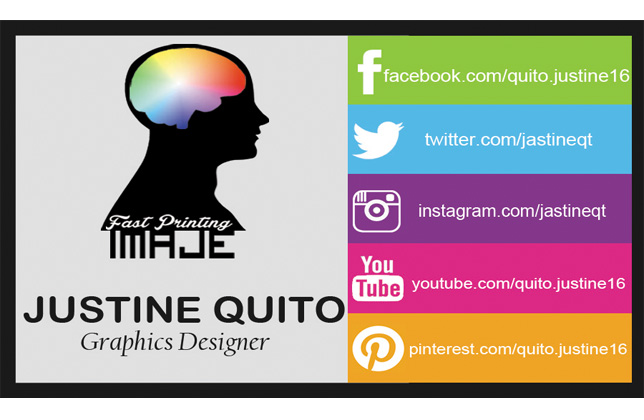 Fast Printing
IMAJE
JUSTINE QUITO
Graphics Designer
facebook.com/quito.justine16
twitter.com/jastineqt
instagram.com/jastineqt
You
Tube
youtube.com/quito.justine16
pinterest.com/quito.justine16